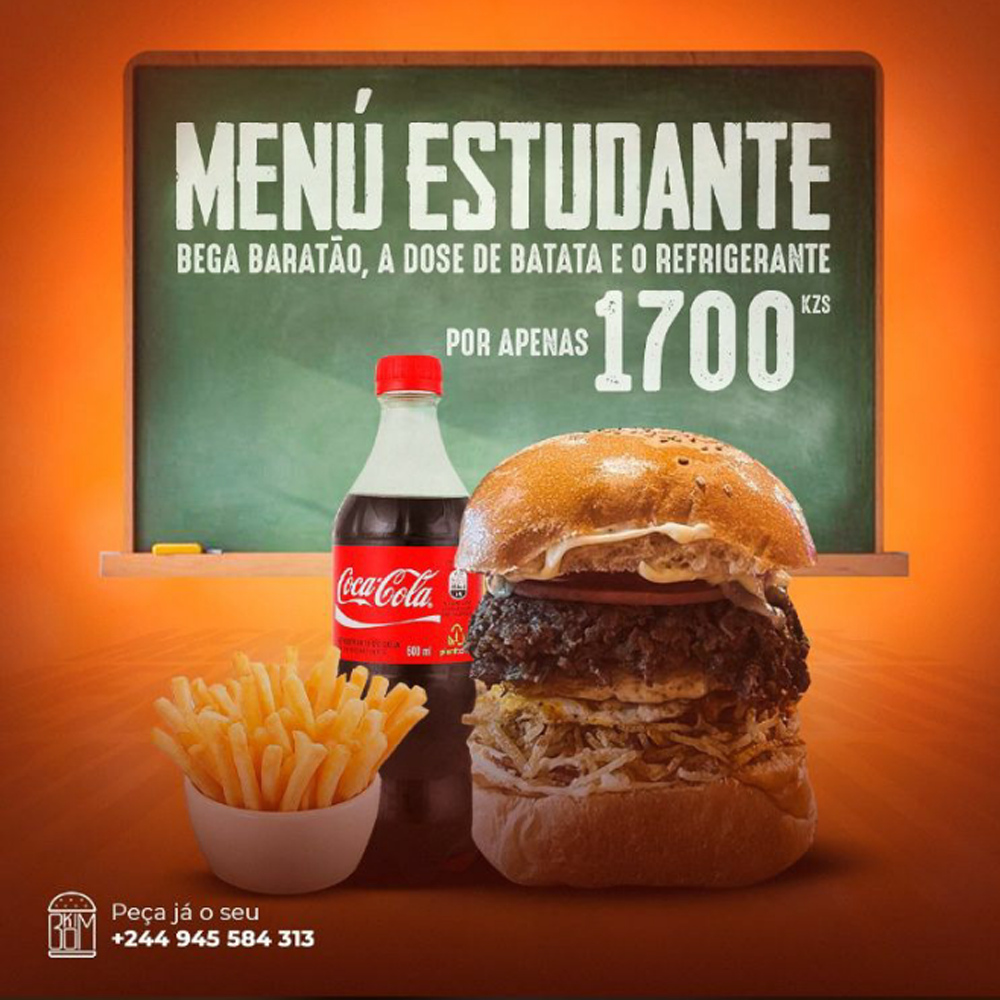 MENÚ ESTUDANTE
BEGA BARATÃO, A DOSE DE BATATA E O REFRIGERANTE
POR APENAS 1700 KZS
Coca-Cola
600 ml
Peça já o seu
+244 945 584 313